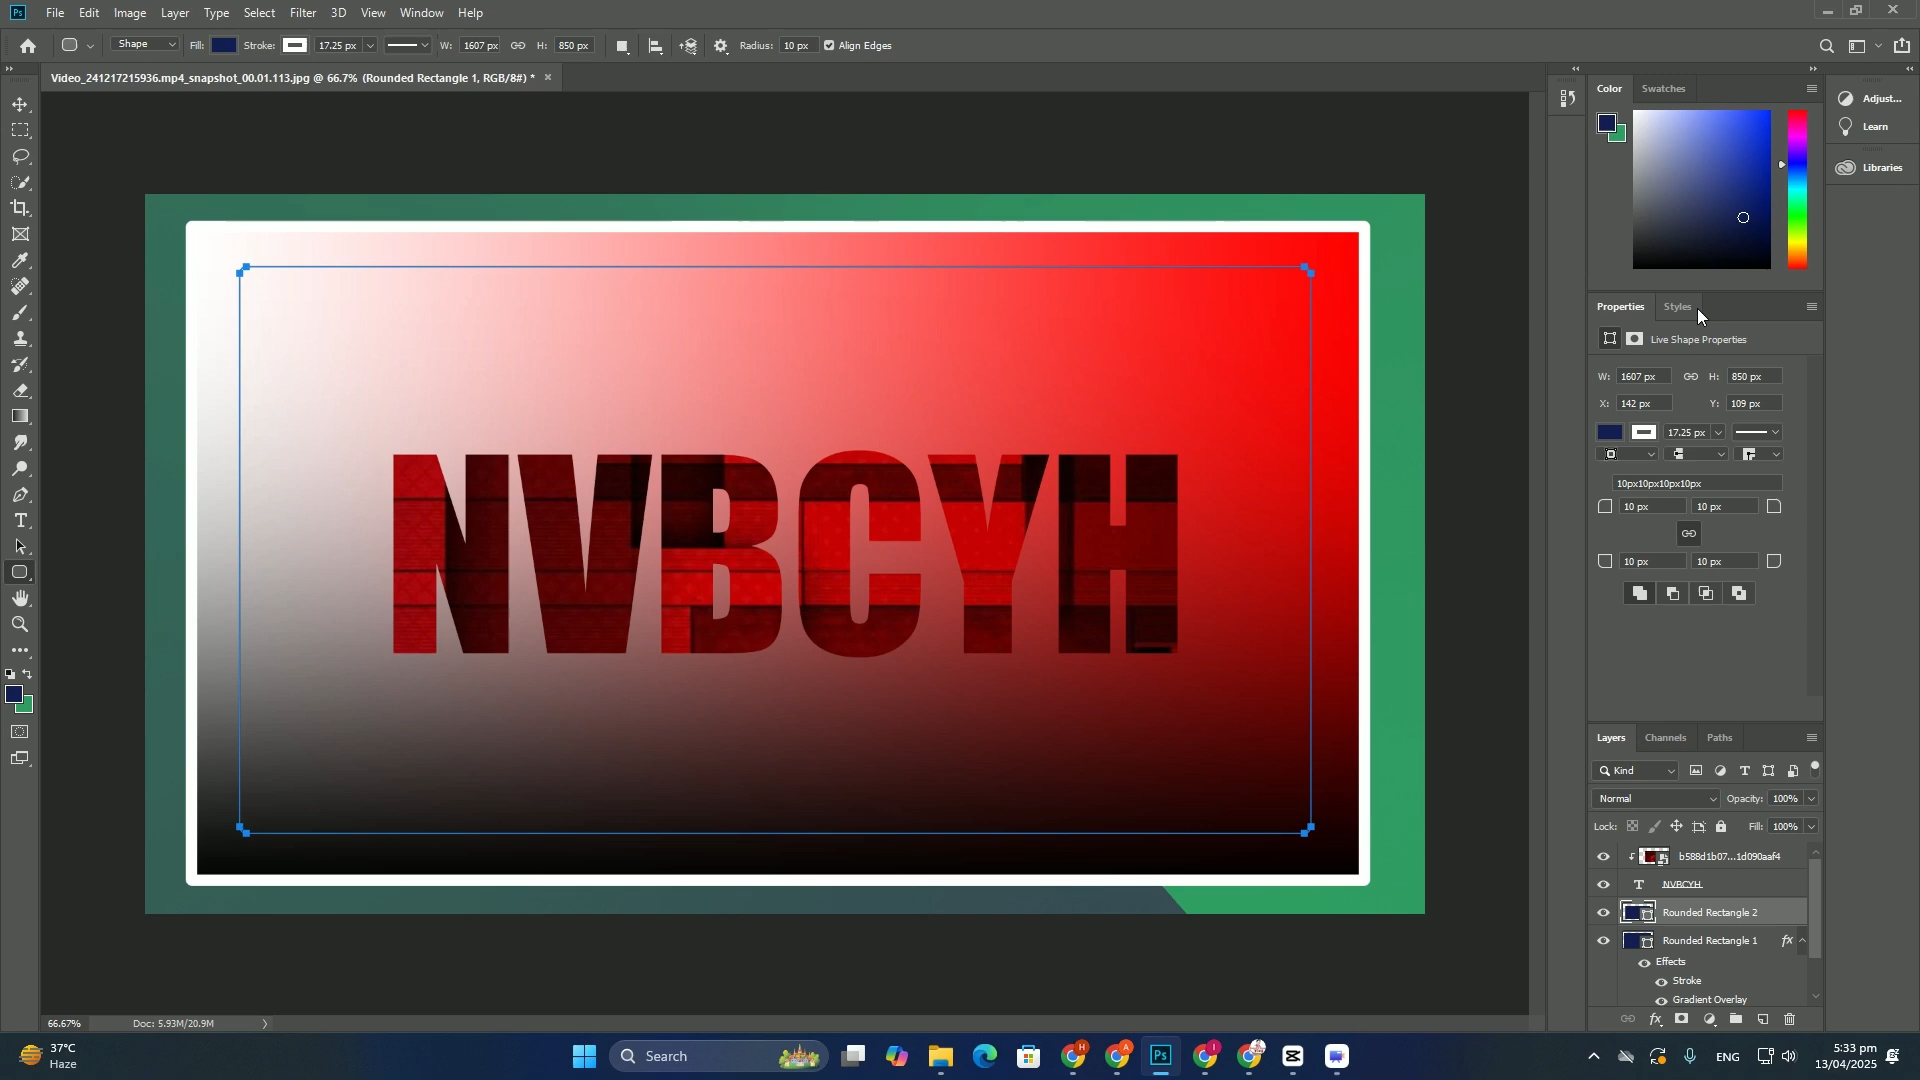 Ps File Edit Image Layer Type Select Filter 3D View Window Help
Shape Fill: Stroke: 17.25 px W: 1607 px H: 850 px Radius: 10 px Align Edges
Video_241217215936.mp4_snapshot_00.01.113.jpg @ 66.7% (Rounded Rectangle 1, RGB/8#) * ×
Color Swatches
Adjust...
Learn
Libraries
Properties Styles
Live Shape Properties
W: 1607 px H: 850 px
X: 142 px Y: 109 px
17.25 px
10px10px10px10px
10 px 10 px
10 px 10 px
NVBCYH
Layers Channels Paths
Kind
Normal Opacity: 100%
Lock: Fill: 100%
b588d1b07...1d090aaf4
T NVBCYH
Rounded Rectangle 2
Rounded Rectangle 1 fx
Effects
Stroke
Gradient Overlay
fx
66.67% Doc: 5.93M/20.9M
37°C
Haze
Search
Ps
ENG
5:33 pm
13/04/2025